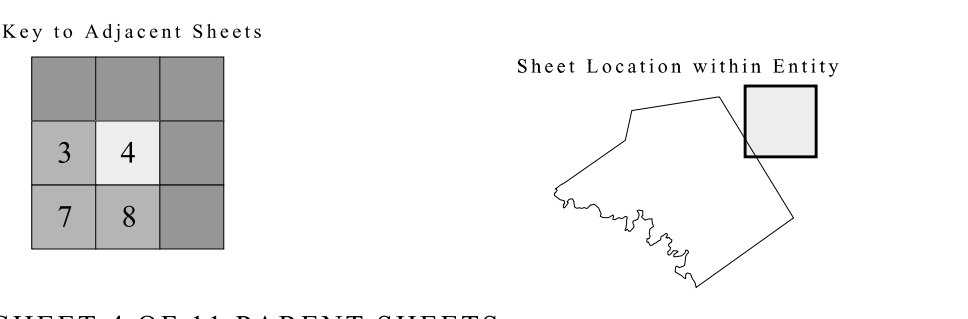 Key to Adjacent Sheets
Sheet Location within Entity
3 4
7 8
SHEET 4 OF 11 PARENT SHEETS